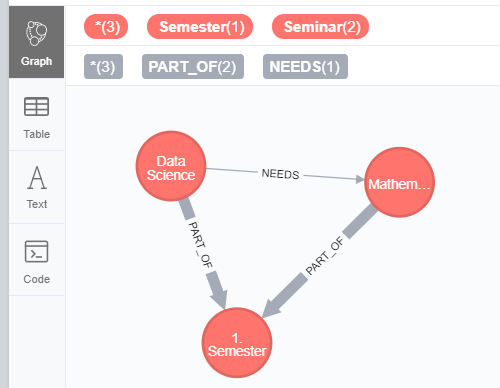 *(3) Semester(1) Seminar(2)
*(3) PART_OF(2) NEEDS(1)
Graph
Table
Text
Code
Data
Science
NEEDS
Mathem...
PART_OF
PART_OF
1.
Semester